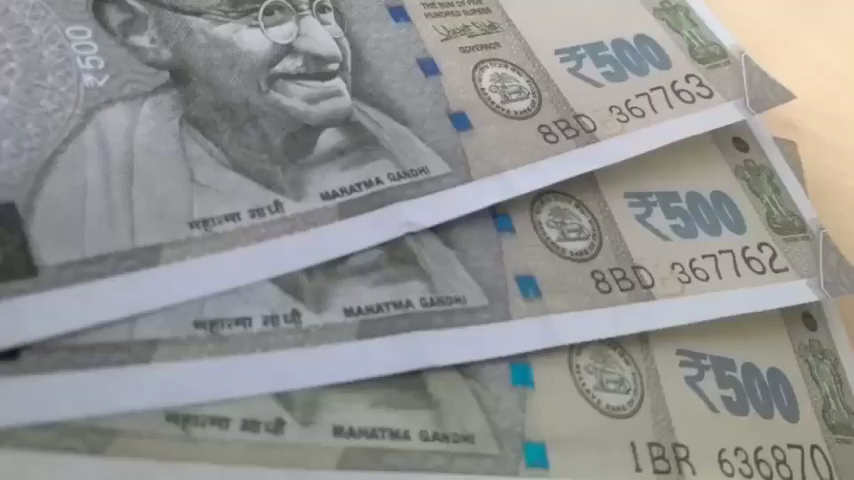 ₹500
THE SUM OF FIVE
HUNDRED RUPEES
GOVERNOR
₹500
8BD 367763
महात्मा गांधी MAHATMA GANDHI
₹500
8BD 367762
महात्मा गांधी MAHATMA GANDHI
₹500
1BR 636870
महात्मा गांधी MAHATMA GANDHI